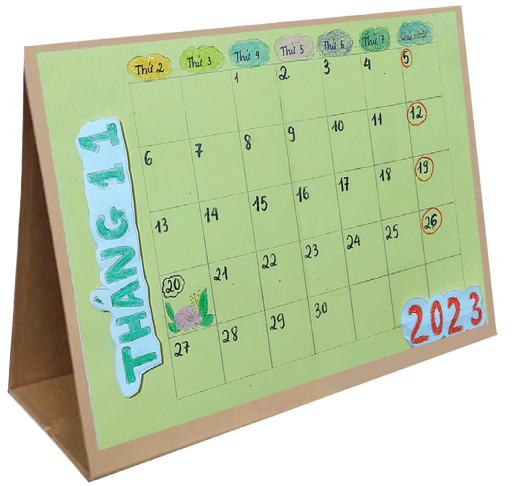 Thứ 2 Thứ 3 Thứ 4 Thứ 5 Thứ 6 Thứ 7 Chủ nhật
1 2 3 4 5
6 7 8 9 10 11 12
13 14 15 16 17 18 19
20 21 22 23 24 25 26
27 28 29 30
THÁNG 11
2023